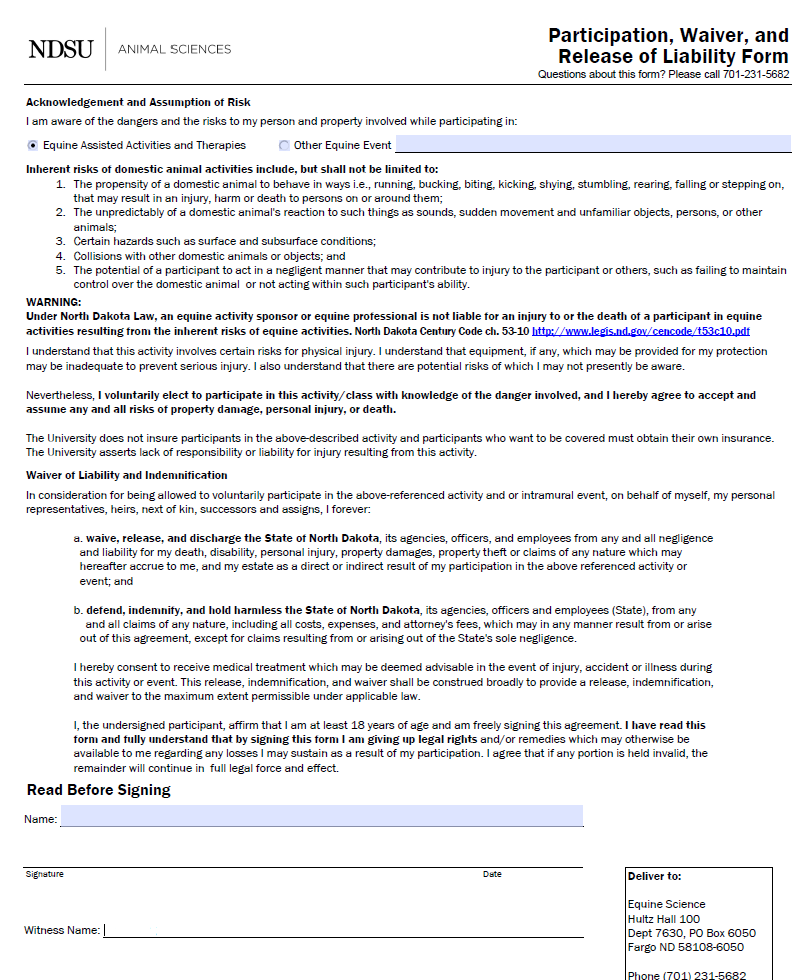 NDSU ANIMAL SCIENCES
Participation, Waiver, and
Release of Liability Form
Questions about this form? Please call 701-231-5682
Acknowledgement and Assumption of Risk
I am aware of the dangers and the risks to my person and property involved while participating in:
Equine Assisted Activities and Therapies Other Equine Event
Inherent risks of domestic animal activities include, but shall not be limited to:
1. The propensity of a domestic animal to behave in ways i.e., running, bucking, biting, kicking, shying, stumbling, rearing, falling or stepping on,
that may result in an injury, harm or death to persons on or around them;
2. The unpredictably of a domestic animal's reaction to such things as sounds, sudden movement and unfamiliar objects, persons, or other
animals;
3. Certain hazards such as surface and subsurface conditions;
4. Collisions with other domestic animals or objects; and
5. The potential of a participant to act in a negligent manner that may contribute to injury to the participant or others, such as failing to maintain
control over the domestic animal or not acting within such participant's ability.
WARNING:
Under North Dakota Law, an equine activity sponsor or equine professional is not liable for an injury to or the death of a participant in equine
activities resulting from the inherent risks of equine activities. North Dakota Century Code ch. 53-10 http://www.legis.nd.gov/cencode/t53c10.pdf
I understand that this activity involves certain risks for physical injury. I understand that equipment, if any, which may be provided for my protection
may be inadequate to prevent serious injury. I also understand that there are potential risks of which I may not presently be aware.
Nevertheless, I voluntarily elect to participate in this activity/class with knowledge of the danger involved, and I hereby agree to accept and
assume any and all risks of property damage, personal injury, or death.
The University does not insure participants in the above-described activity and participants who want to be covered must obtain their own insurance.
The University asserts lack of responsibility or liability for injury resulting from this activity.
Waiver of Liability and Indemnification
In consideration for being allowed to voluntarily participate in the above-referenced activity and or intramural event, on behalf of myself, my personal
representatives, heirs, next of kin, successors and assigns, I forever:
a. waive, release, and discharge the State of North Dakota, its agencies, officers, and employees from any and all negligence
and liability for my death, disability, personal injury, property damages, property theft or claims of any nature which may
hereafter accrue to me, and my estate as a direct or indirect result of my participation in the above referenced activity or
event; and
b. defend, indemnify, and hold harmless the State of North Dakota, its agencies, officers and employees (State), from any
and all claims of any nature, including all costs, expenses, and attorney's fees, which may in any manner result from or arise
out of this agreement, except for claims resulting from or arising out of the State's sole negligence.
I hereby consent to receive medical treatment which may be deemed advisable in the event of injury, accident or illness during
this activity or event. This release, indemnification, and waiver shall be construed broadly to provide a release, indemnification,
and waiver to the maximum extent permissible under applicable law.
I, the undersigned participant, affirm that I am at least 18 years of age and am freely signing this agreement. I have read this
form and fully understand that by signing this form I am giving up legal rights and/or remedies which may otherwise be
available to me regarding any losses I may sustain as a result of my participation. I agree that if any portion is held invalid, the
remainder will continue in full legal force and effect.
Read Before Signing
Name:
Signature Date
Witness Name:
Deliver to:
Equine Science
Hultz Hall 100
Dept 7630, PO Box 6050
Fargo ND 58108-6050
Phone (701) 231-5682